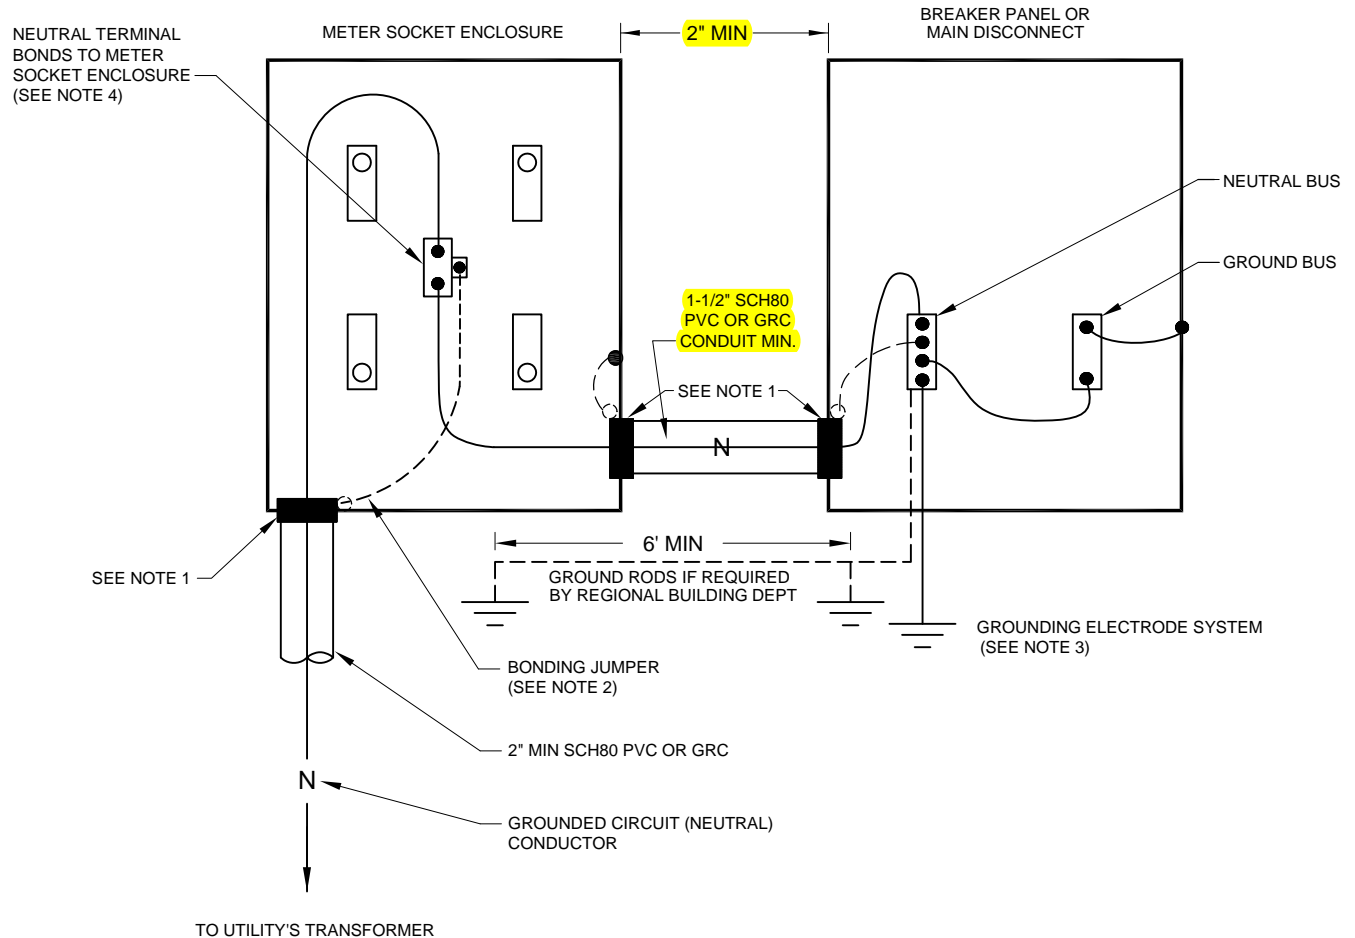 NEUTRAL TERMINAL
BONDS TO METER
SOCKET ENCLOSURE
(SEE NOTE 4)
METER SOCKET ENCLOSURE
2" MIN
BREAKER PANEL OR
MAIN DISCONNECT
NEUTRAL BUS
GROUND BUS
1-1/2" SCH80
PVC OR GRC
CONDUIT MIN.
SEE NOTE 1
N
6' MIN
GROUND RODS IF REQUIRED
BY REGIONAL BUILDING DEPT
SEE NOTE 1
GROUNDING ELECTRODE SYSTEM
(SEE NOTE 3)
BONDING JUMPER
(SEE NOTE 2)
2" MIN SCH80 PVC OR GRC
N
GROUNDED CIRCUIT (NEUTRAL)
CONDUCTOR
TO UTILITY'S TRANSFORMER